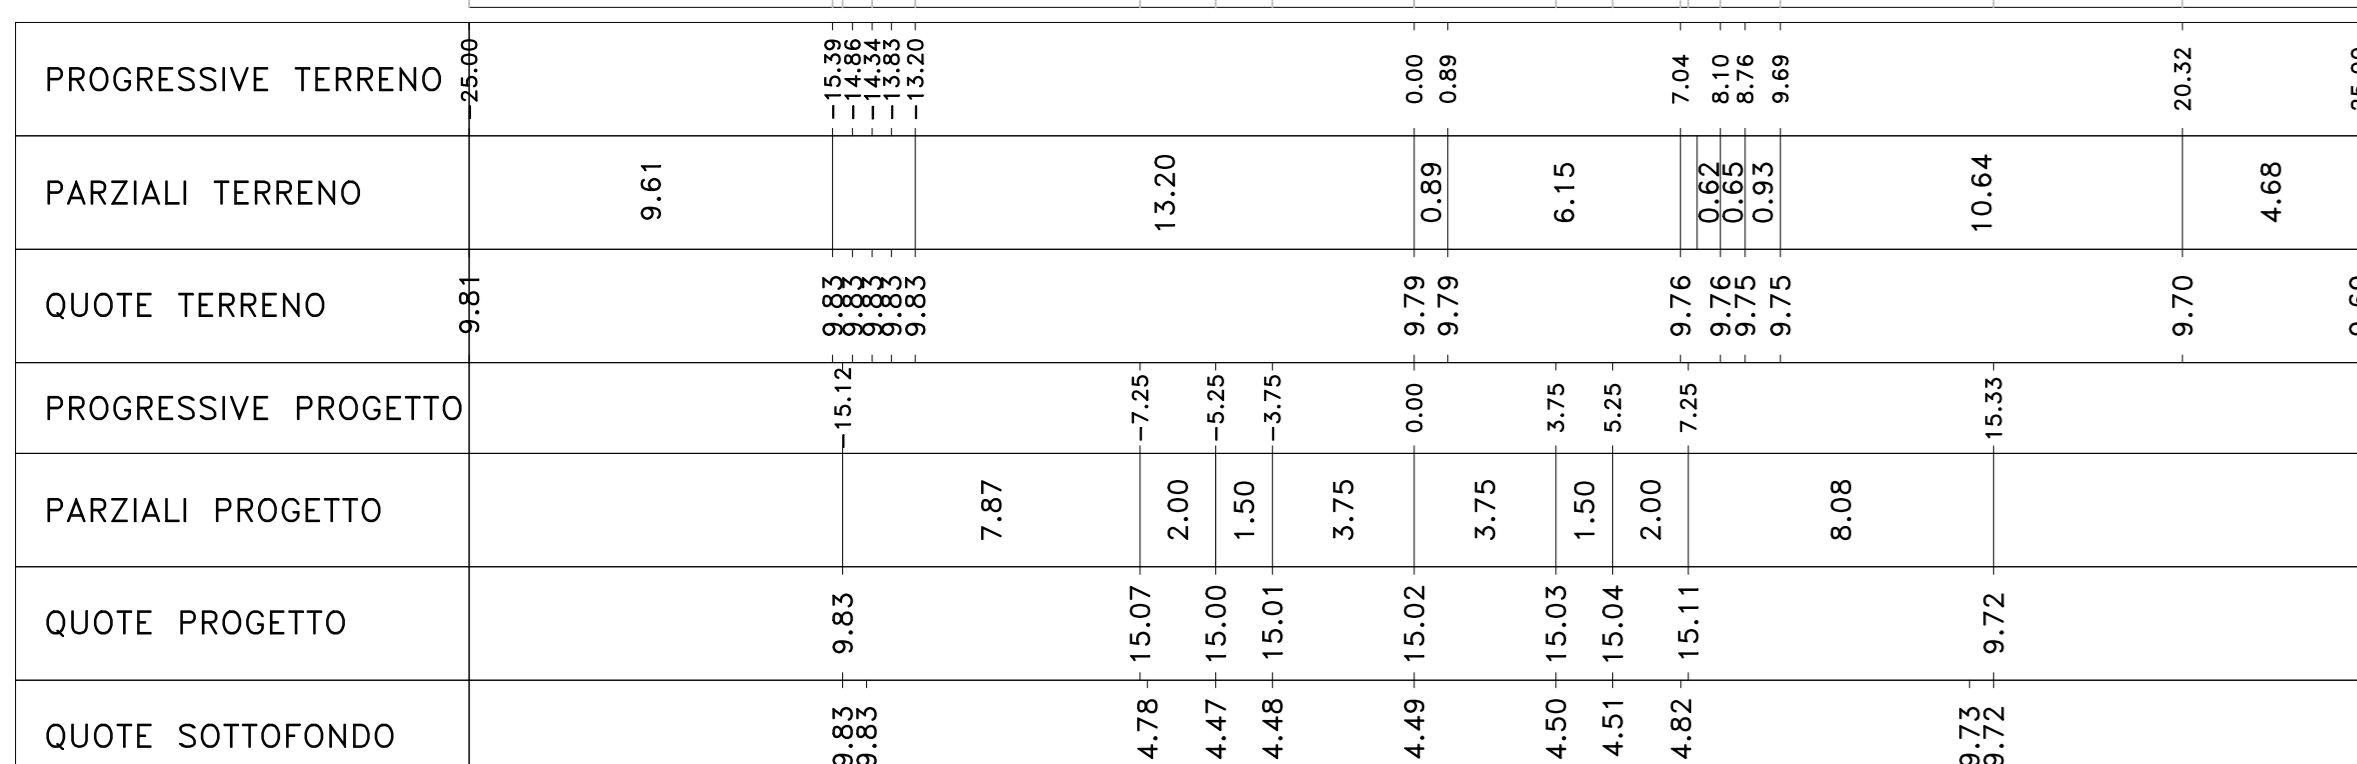 PROGRESSIVE TERRENO -25.00 -15.39 -14.86 -14.34 -13.83 -13.20 0.00 0.89 7.04 8.10 8.76 9.69 20.32
PARZIALI TERRENO 9.61 13.20 0.89 6.15 0.62 0.65 0.93 10.64 4.68
QUOTE TERRENO 9.81 9.83 9.83 9.83 9.83 9.83 9.79 9.79 9.76 9.76 9.75 9.75 9.70
PROGRESSIVE PROGETTO -15.12 -7.25 -5.25 -3.75 0.00 3.75 5.25 7.25 15.33
PARZIALI PROGETTO 7.87 2.00 1.50 3.75 3.75 1.50 2.00 8.08
QUOTE PROGETTO 9.83 15.07 15.00 15.01 15.02 15.03 15.04 15.11 9.72
QUOTE SOTTOFONDO 9.83 9.83 4.78 4.47 4.48 4.49 4.50 4.51 4.82 9.73 9.72